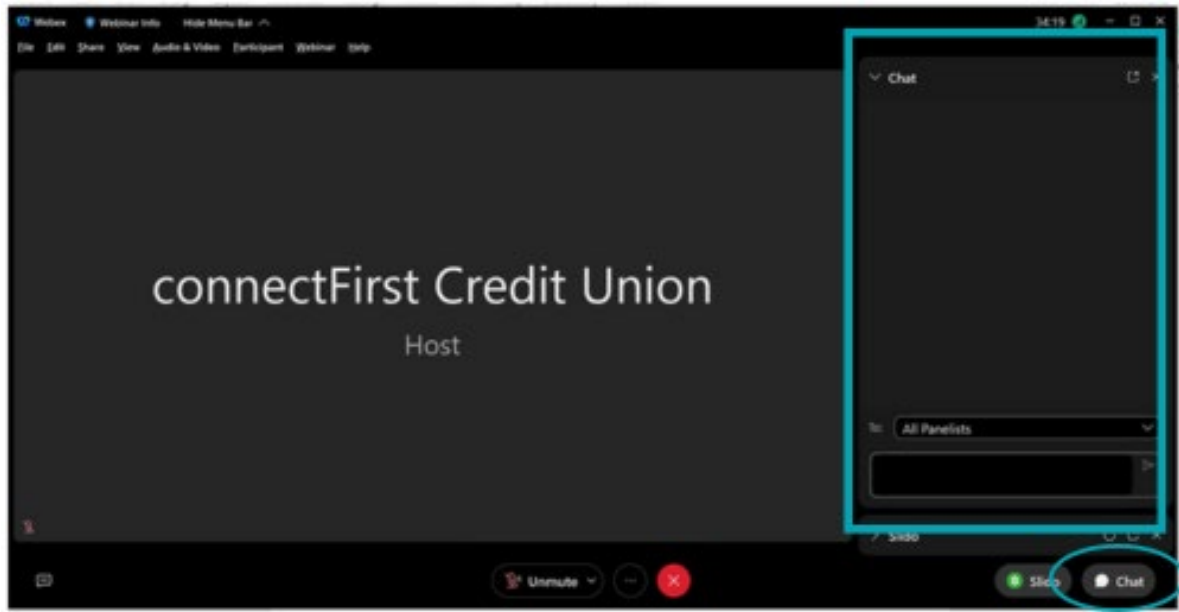 Webex Webinar Info Hide Menu Bar 34:19
File Edit Share View Audio & Video Participant Webinar Help
Chat
connectFirst Credit Union
Host
To: All Panelists
Slido
Unmute Slido Chat